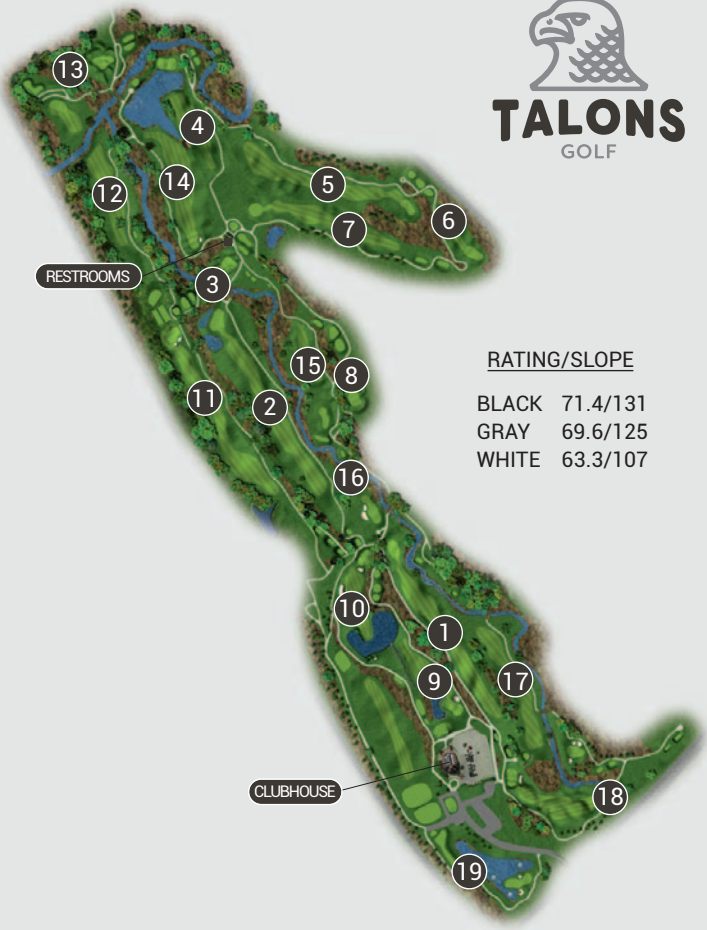 TALONS
GOLF
13
4
14
5
12
6
7
RESTROOMS
3
15
8
11
2
RATING/SLOPE
BLACK 71.4/131
GRAY 69.6/125
WHITE 63.3/107
16
10
1
9
17
CLUBHOUSE
18
19